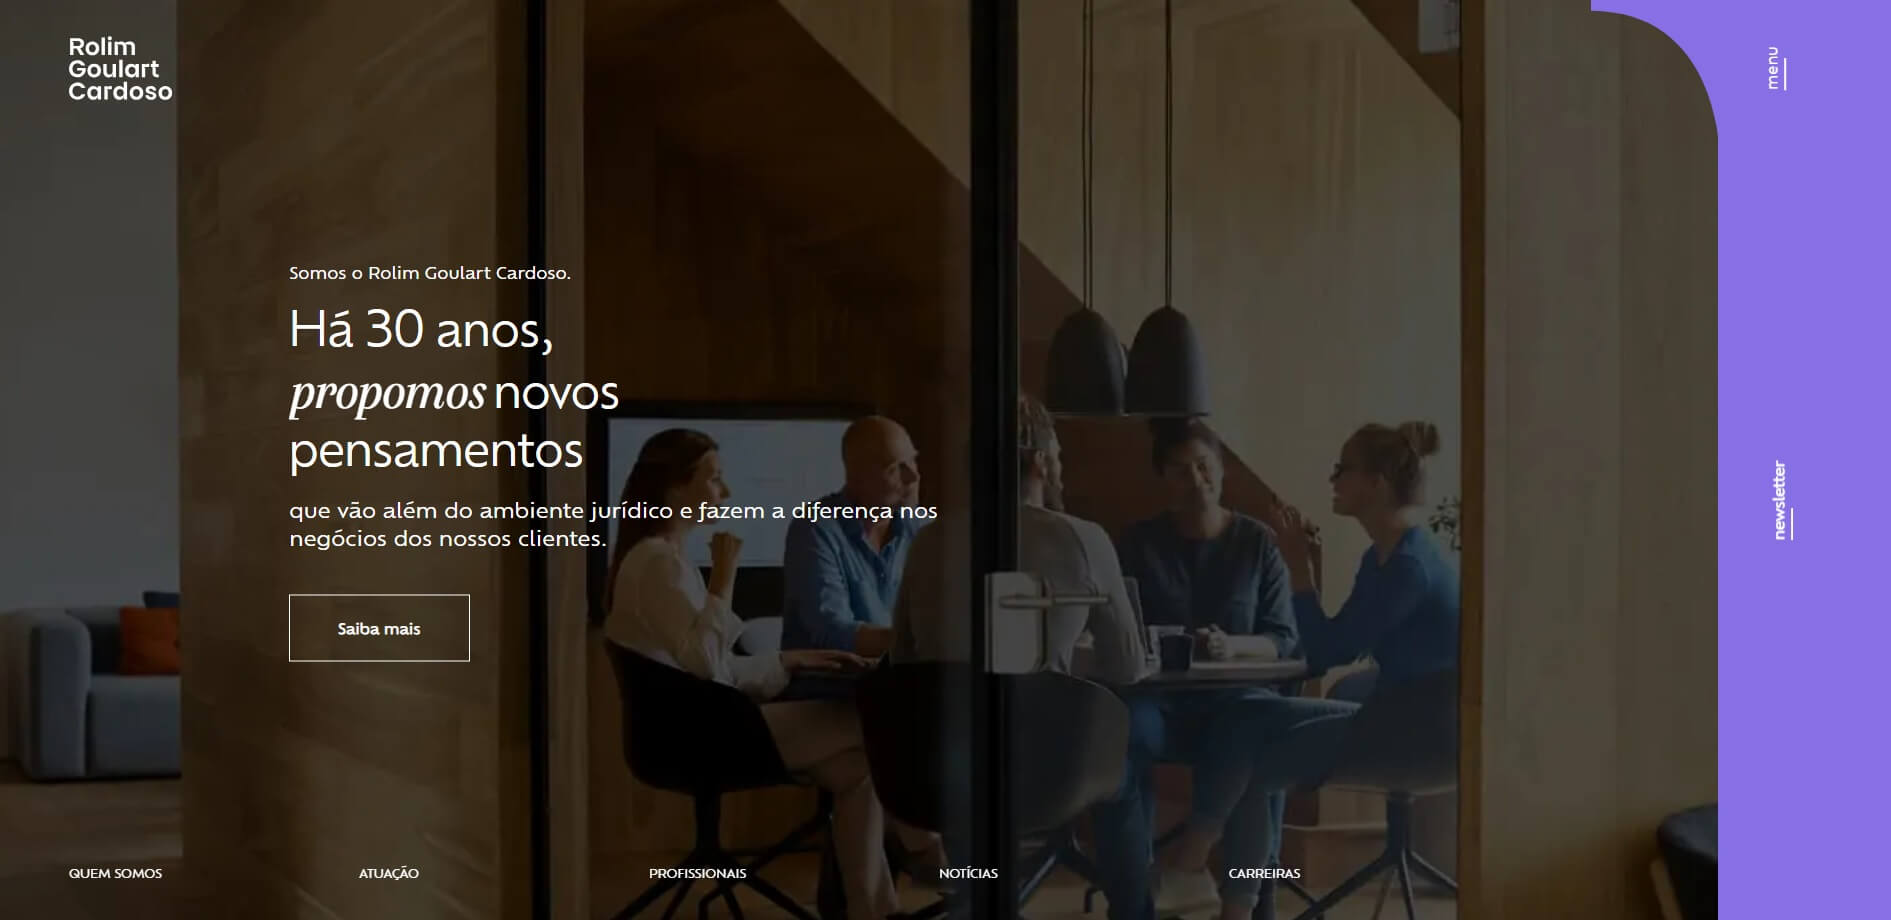 Rolim
Goulart
Cardoso
menu
Somos o Rolim Goulart Cardoso.
Há 30 anos,
propomos novos
pensamentos
que vão além do ambiente jurídico e fazem a diferença nos
negócios dos nossos clientes.
Saiba mais
newsletter
QUEM SOMOS
ATUAÇÃO
PROFISSIONAIS
NOTÍCIAS
CARREIRAS